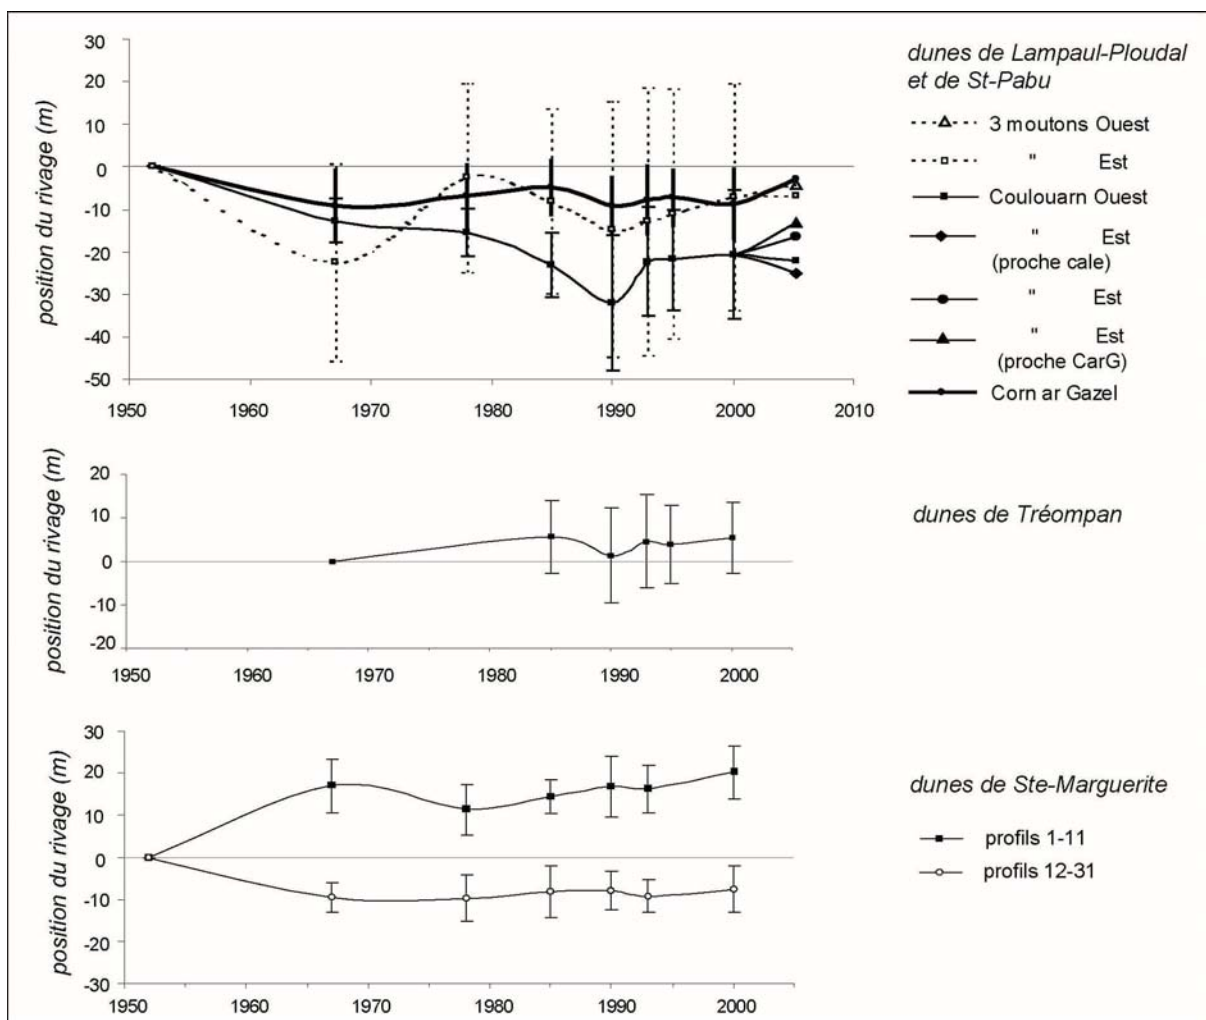 dunes de Lampaul-Ploudal
et de St-Pabu
position du rivage (m)
30
20
10
0
-10
-20
-30
-40
-50
1950
1960
1970
1980
1990
2000
2010
3 moutons Ouest
" Est
Coulouarn Ouest
" Est
(proche cale)
" Est
" Est
(proche CarG)
Corn ar Gazel
position du rivage (m)
20
10
0
-10
-20
1950
1960
1970
1980
1990
2000
dunes de Tréompan
position du rivage (m)
30
20
10
0
-10
-20
-30
1950
1960
1970
1980
1990
2000
dunes de Ste-Marguerite
profils 1-11
profils 12-31